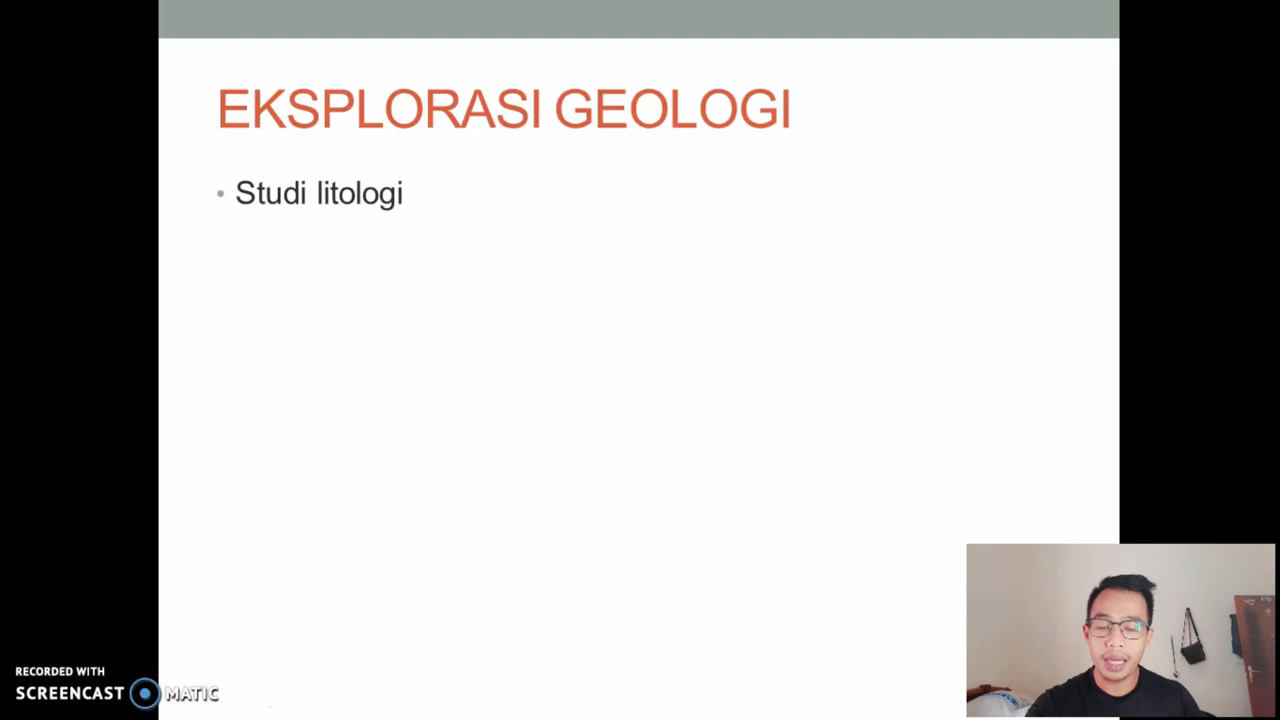 EKSPLORASI GEOLOGI
• Studi litologi
RECORDED WITH
SCREENCAST MATIC